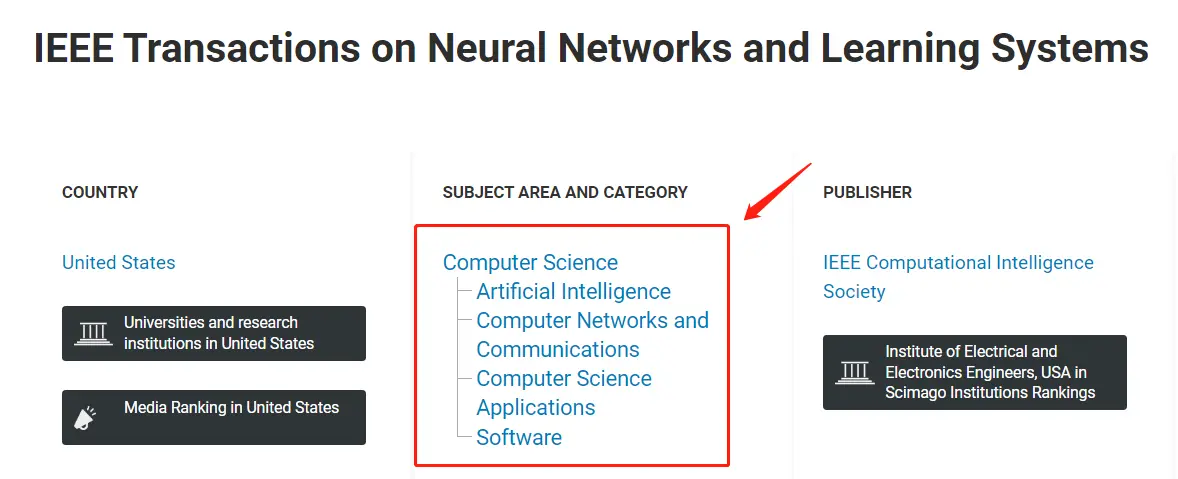 IEEE Transactions on Neural Networks and Learning Systems
COUNTRY
United States
Universities and research
institutions in United States
Media Ranking in United States
SUBJECT AREA AND CATEGORY
Computer Science
Artificial Intelligence
Computer Networks and
Communications
Computer Science
Applications
Software
PUBLISHER
IEEE Computational Intelligence
Society
Institute of Electrical and
Electronics Engineers, USA in
Scimago Institutions Rankings